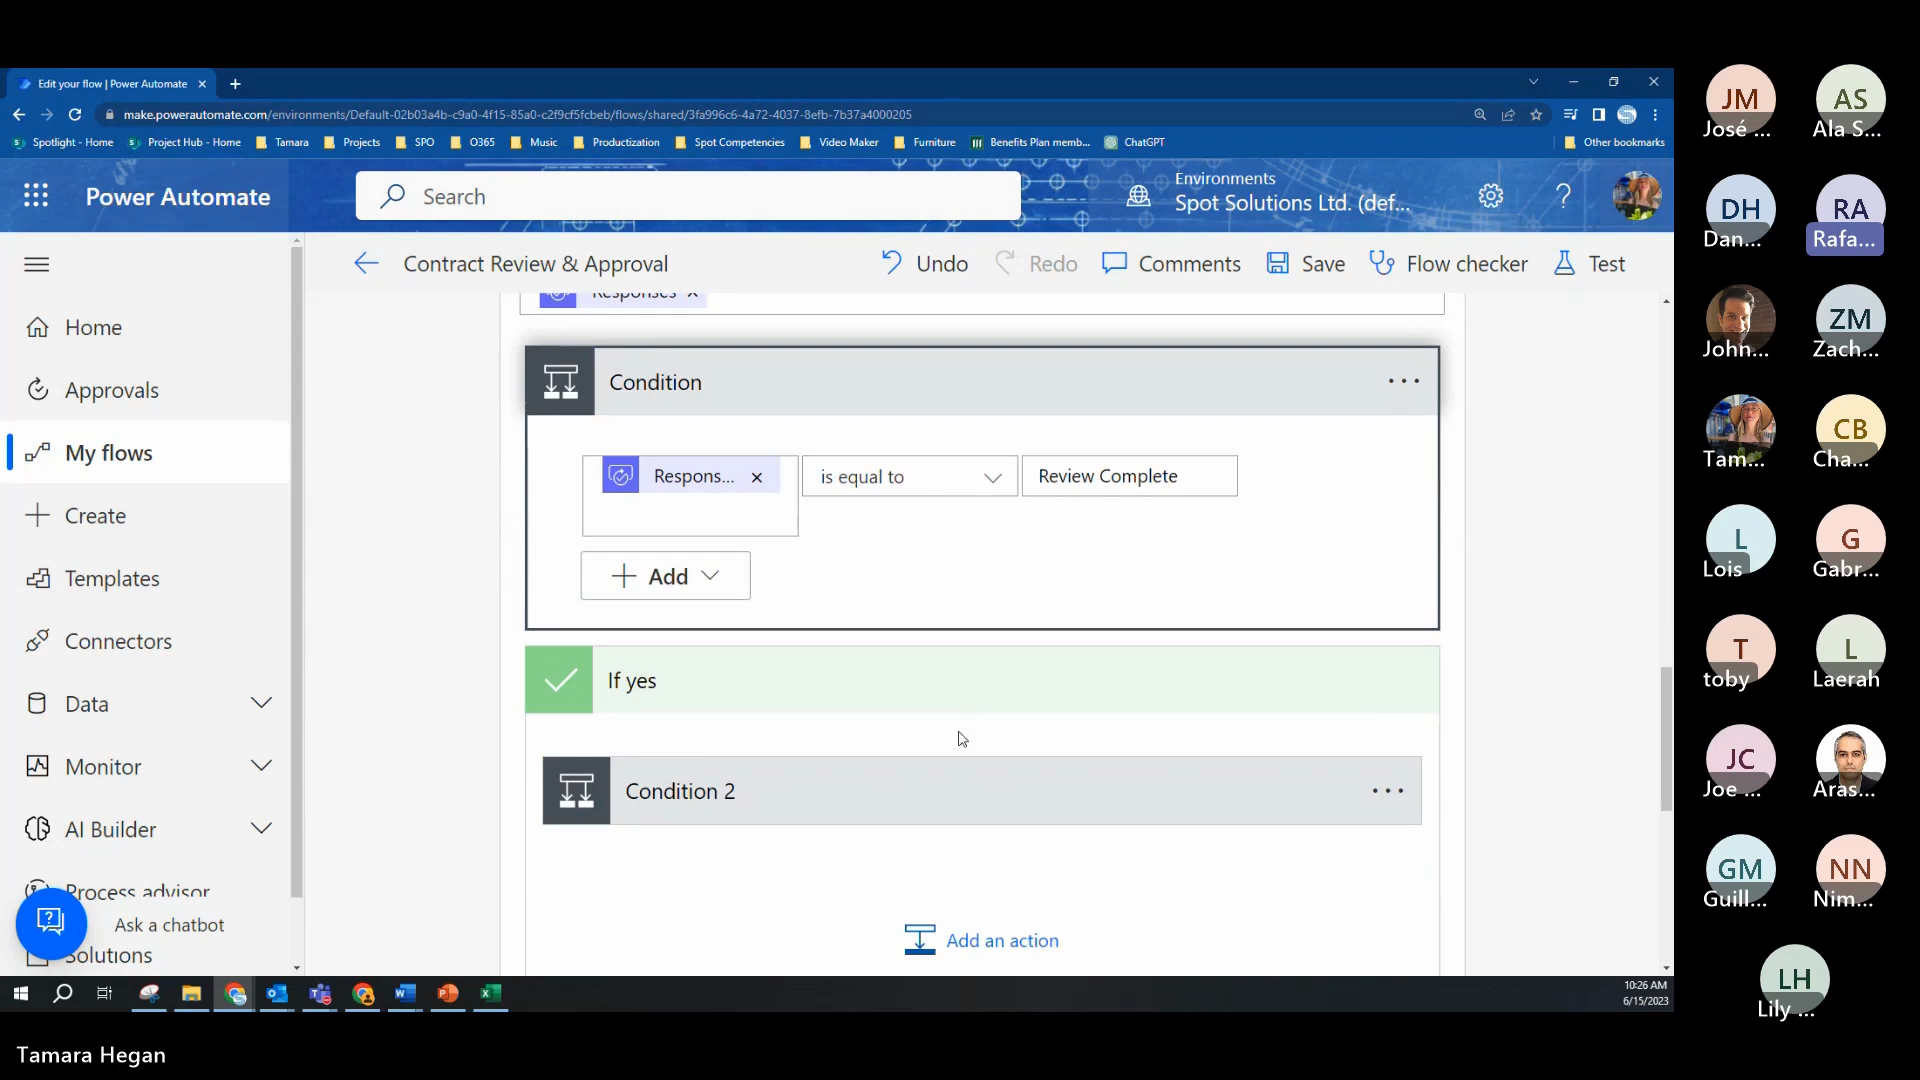 Edit your flow | Power Automate
make.powerautomate.com/environments/Default-02b03a4b-c9a0-4f15-85a0-c2f9cf5fcbeb/flows/shared/3fa996c6-4a72-4037-8efb-7b37a4000205
Spotlight - Home
Project Hub - Home
Tamara
Projects
SPO
O365
Music
Productization
Spot Competencies
Video Maker
Furniture
Benefits Plan memb...
ChatGPT
Other bookmarks
Power Automate
Search
Environments
Spot Solutions Ltd. (def...
Contract Review & Approval
Undo
Redo
Comments
Save
Flow checker
Test
Home
Approvals
My flows
Create
Templates
Connectors
Data
Monitor
AI Builder
Process advisor
Ask a chatbot
Solutions
Responses
Condition
Respons...
is equal to
Review Complete
Add
If yes
Condition 2
Add an action
10:26 AM
6/15/2023
JM
José ...
AS
Ala S...
DH
Dan...
RA
Rafa...
John...
ZM
Zach...
Tam...
CB
Cha...
L
Lois
G
Gabr...
T
toby
L
Laerah
JC
Joe ...
Aras...
GM
Guill...
NN
Nim...
LH
Lily ...
Tamara Hegan